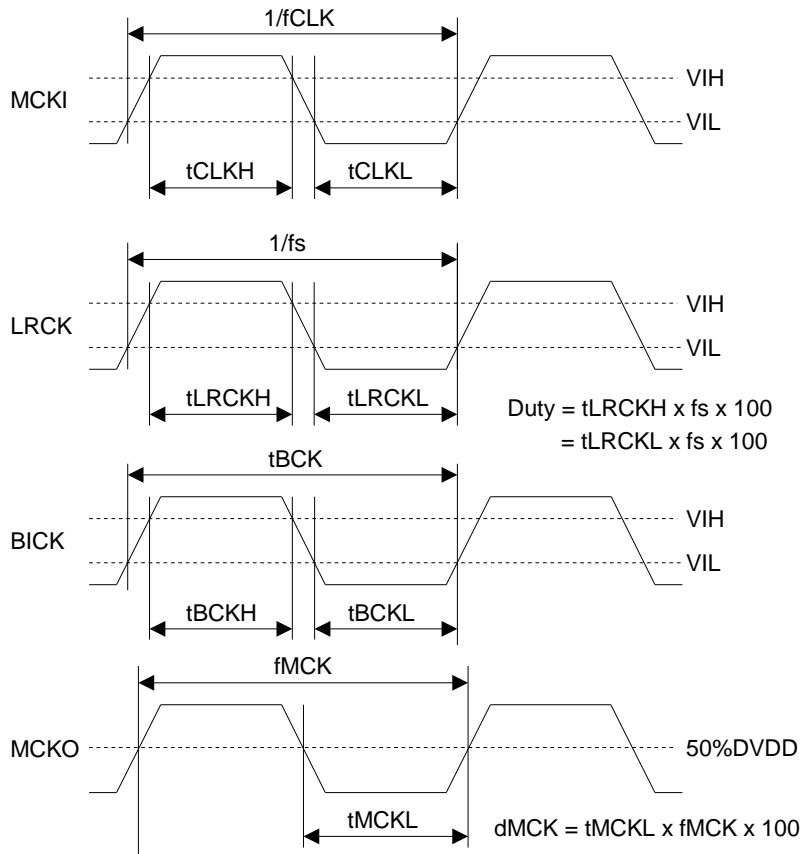 1/fCLK
VIH
MCKI
VIL
tCLKH
tCLKL
1/fs
VIH
LRCK
VIL
tLRCKH
tLRCKL
Duty = tLRCKH x fs x 100
= tLRCKL x fs x 100
tBCK
VIH
BICK
VIL
tBCKH
tBCKL
fMCK
MCKO
50%DVDD
tMCKL
dMCK = tMCKL x fMCK x 100